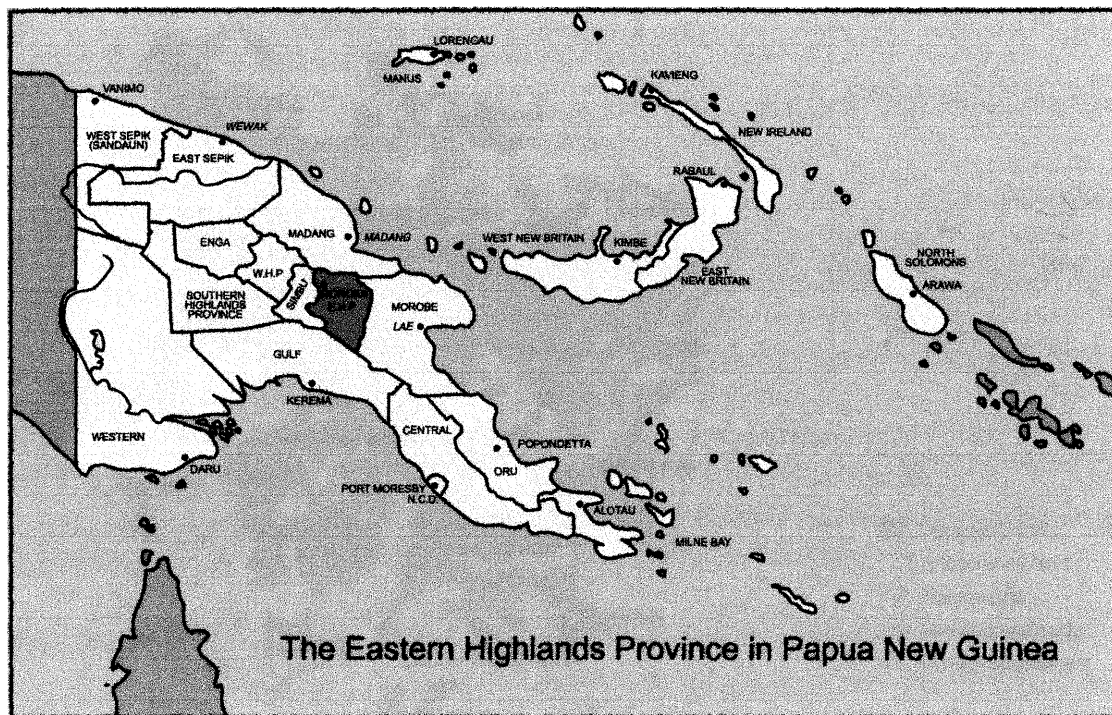 LORENGAU
MANUS
KAVIENG
VANIMO
WEWAK
WEST SEPIK
(SANDAUN)
EAST SEPIK
NEW IRELAND
RABAUL
ENGA
MADANG
MADANG
WEST NEW BRITAIN
KIMBE
W.H.P
EAST
NEW BRITAIN
NORTH
SOLOMONS
ARAWA
SIMBU
SOUTHERN
HIGHLANDS
PROVINCE
E.H.P
MOROBE
LAE
GULF
KEREMA
CENTRAL
WESTERN
DARU
POPONDETTA
ORU
PORT MORESBY
N.C.D.
ALOTAU
MILNE BAY
The Eastern Highlands Province in Papua New Guinea